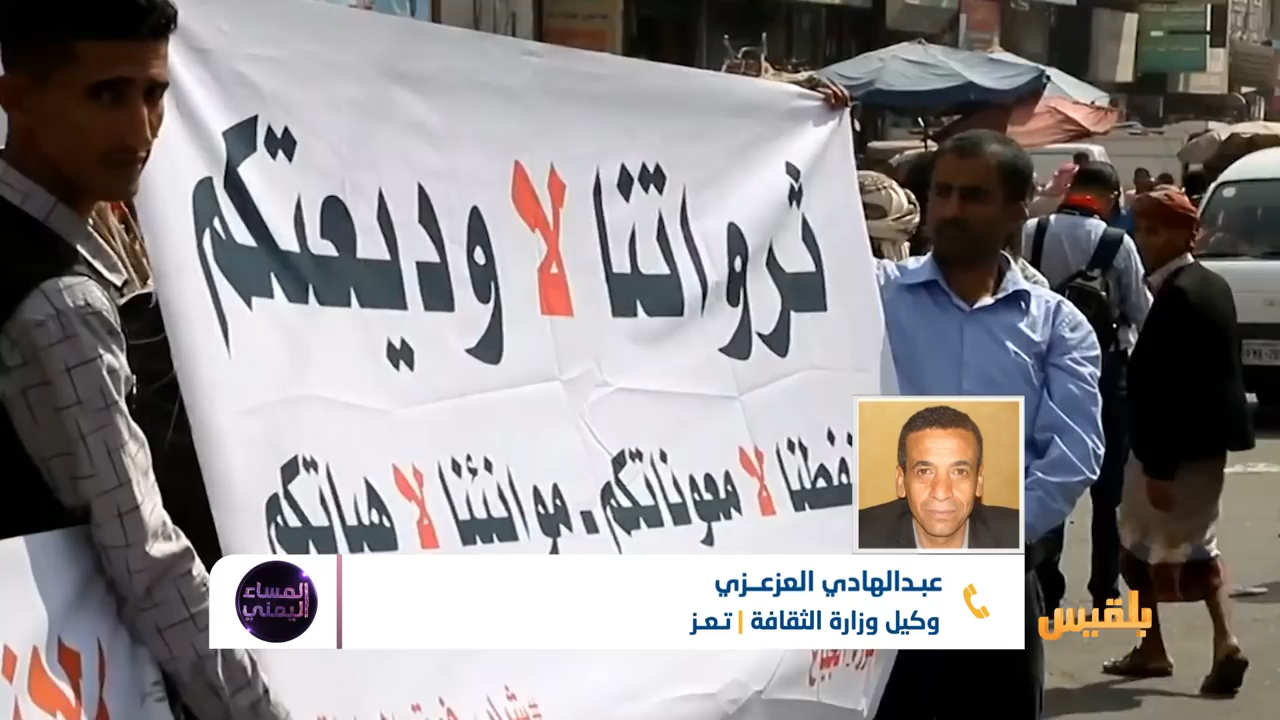 ثرواتنا لا وديعتكم
نفطنا لا معوناتكم - موانئنا لا هباتكم
عبدالهادي العزعزي
وكيل وزارة الثقافة | تعز
المساء
اليمني
بلقيس